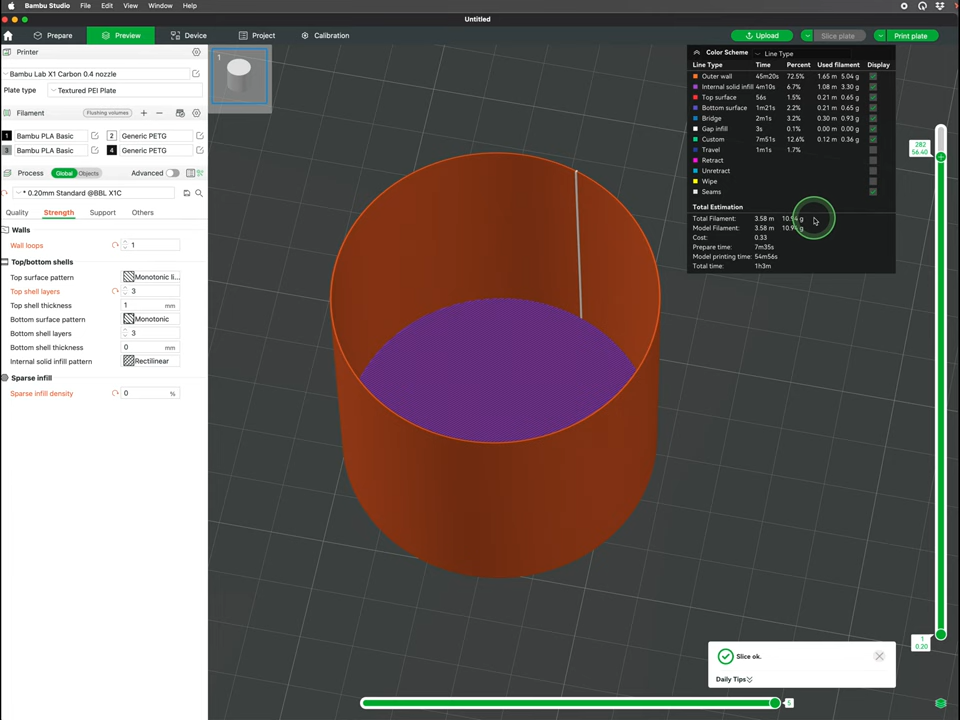 Bambu Studio File Edit View Window Help
Untitled
Prepare Preview Device Project Calibration Upload Slice plate Print plate
Printer
Bambu Lab X1 Carbon 0.4 nozzle
Plate type Textured PEI Plate
Filament Flushing volumes
1 Bambu PLA Basic 2 Generic PETG
3 Bambu PLA Basic 4 Generic PETG
Process Global Objects Advanced
* 0.20mm Standard @BBL X1C
Quality Strength Support Others
Walls
Wall loops 1
Top/bottom shells
Top surface pattern Monotonic li...
Top shell layers 3
Top shell thickness 1 mm
Bottom surface pattern Monotonic
Bottom shell layers 3
Bottom shell thickness 0 mm
Internal solid infill pattern Rectilinear
Sparse infill
Sparse infill density 0 %
1
Color Scheme Line Type
Line Type Time Percent Used filament Display
Outer wall 45m20s 72.5% 1.65 m 5.04 g
Internal solid infill 4m10s 6.7% 1.08 m 3.30 g
Top surface 56s 1.5% 0.21 m 0.65 g
Bottom surface 1m21s 2.2% 0.21 m 0.65 g
Bridge 2m1s 3.2% 0.30 m 0.93 g
Gap infill 3s 0.1% 0.00 m 0.00 g
Custom 7m51s 12.6% 0.12 m 0.36 g
Travel 1m1s 1.7%
Retract
Unretract
Wipe
Seams
Total Estimation
Total Filament: 3.58 m 10.94 g
Model Filament: 3.58 m 10.94 g
Cost: 0.33
Prepare time: 7m35s
Model printing time: 54m56s
Total time: 1h3m
282
56.40
1
0.20
Slice ok.
Daily Tips
5